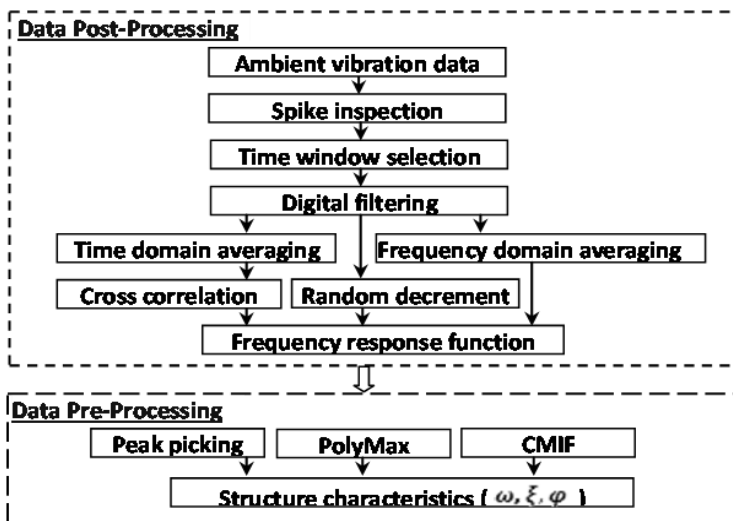 Data Post-Processing
Ambient vibration data
Spike inspection
Time window selection
Digital filtering
Time domain averaging
Frequency domain averaging
Cross correlation
Random decrement
Frequency response function
Data Pre-Processing
Peak picking
PolyMax
CMIF
Structure characteristics ( ω, ξ, φ )